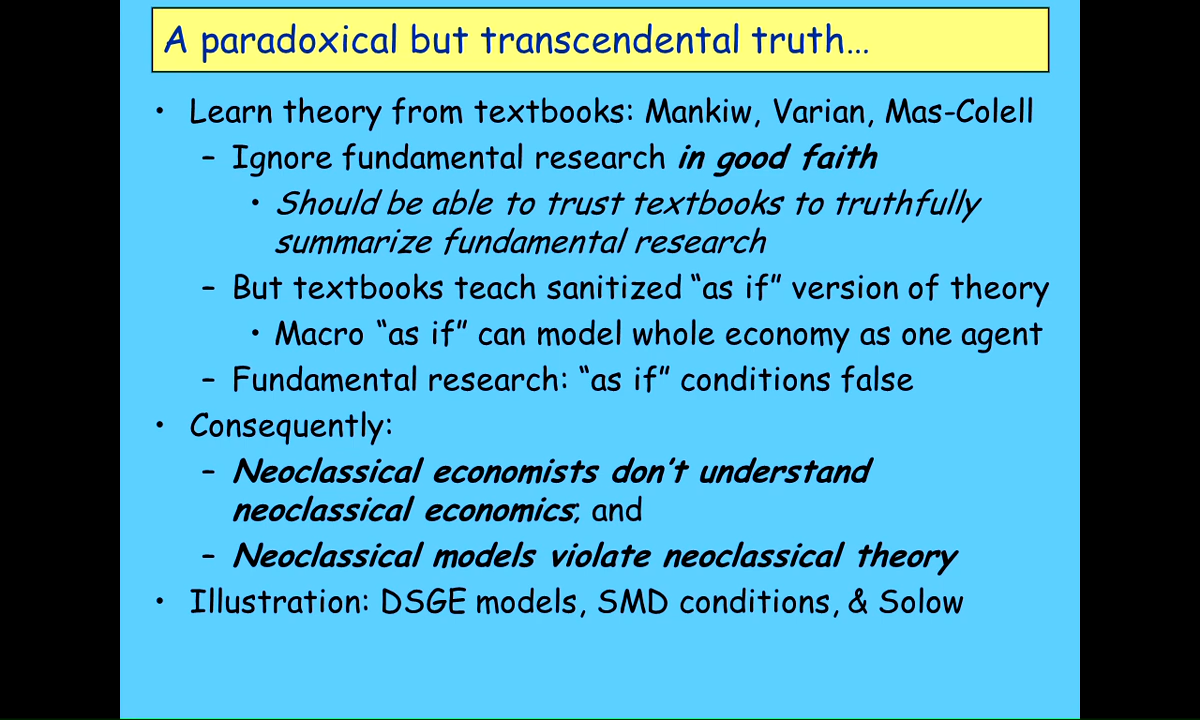 A paradoxical but transcendental truth…
• Learn theory from textbooks: Mankiw, Varian, Mas-Colell
– Ignore fundamental research in good faith
• Should be able to trust textbooks to truthfully
summarize fundamental research
– But textbooks teach sanitized “as if” version of theory
• Macro “as if” can model whole economy as one agent
– Fundamental research: “as if” conditions false
• Consequently:
– Neoclassical economists don’t understand
neoclassical economics; and
– Neoclassical models violate neoclassical theory
• Illustration: DSGE models, SMD conditions, & Solow